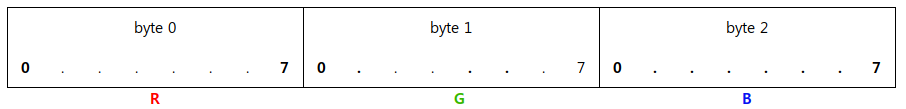 byte 0 byte 1 byte 2
0 . . . . . . 7 0 . . . . . . 7 0 . . . . . . 7
R G B